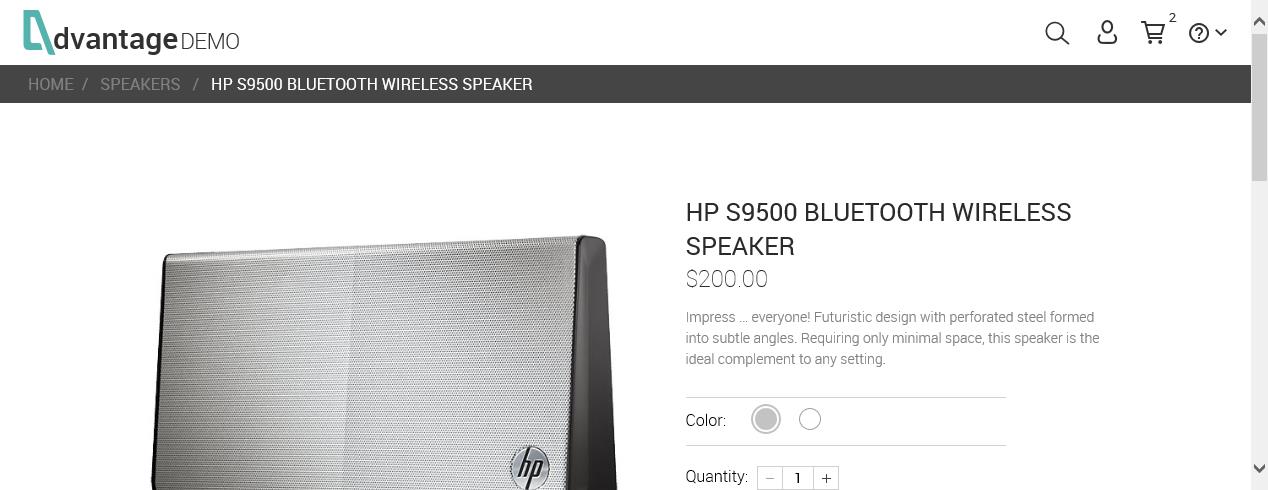 dvantage DEMO
2
HOME / SPEAKERS / HP S9500 BLUETOOTH WIRELESS SPEAKER
HP S9500 BLUETOOTH WIRELESS
SPEAKER
$200.00
Impress ... everyone! Futuristic design with perforated steel formed
into subtle angles. Requiring only minimal space, this speaker is the
ideal complement to any setting.
Color:
hp
Quantity: − 1 +